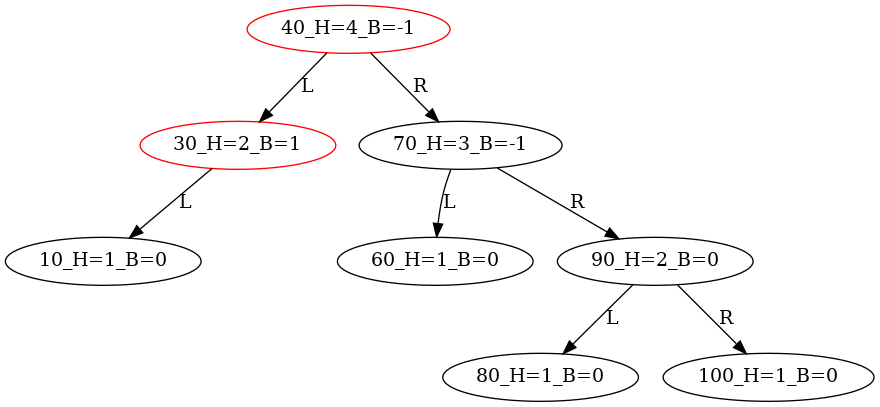 40_H=4_B=-1
L
R
30_H=2_B=1
70_H=3_B=-1
L
L
R
10_H=1_B=0
60_H=1_B=0
90_H=2_B=0
L
R
80_H=1_B=0
100_H=1_B=0